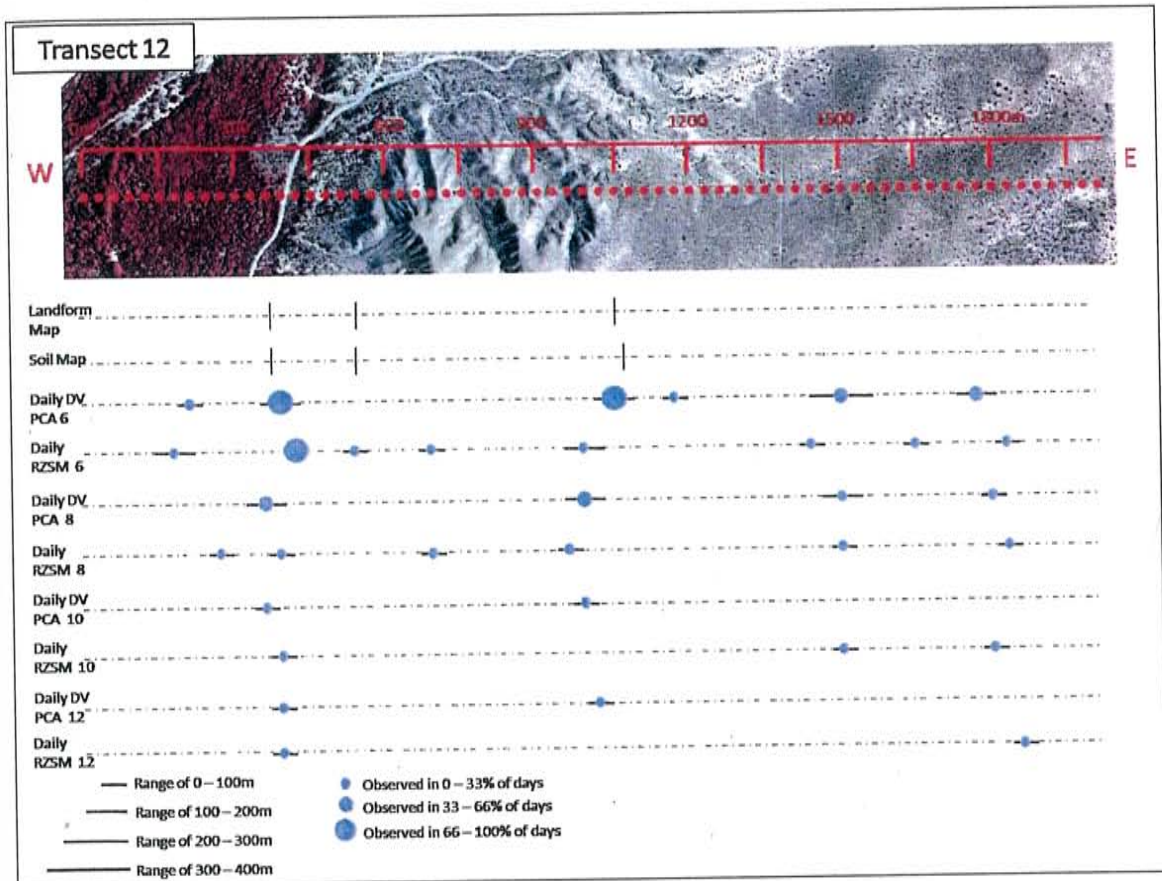 Transect 12
600
900
1200
1500
1800m
W
E
Landform
Map
Soil Map
Daily DV
PCA 6
Daily
RZSM 6
Daily DV
PCA 8
Daily
RZSM 8
Daily DV
PCA 10
Daily
RZSM 10
Daily DV
PCA 12
Daily
RZSM 12
Range of 0 – 100m
Observed in 0 – 33% of days
Range of 100 – 200m
Observed in 33 – 66% of days
Range of 200 – 300m
Observed in 66 – 100% of days
Range of 300 – 400m